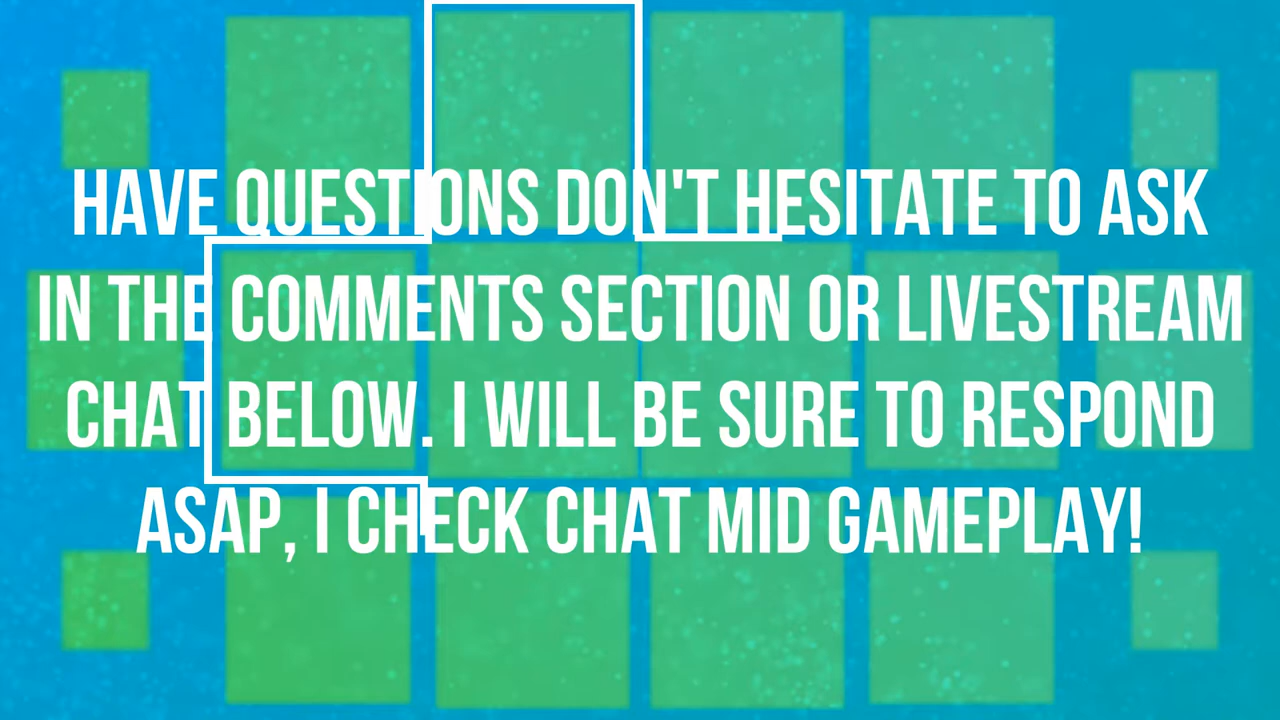 HAVE QUESTIONS DON'T HESITATE TO ASK
IN THE COMMENTS SECTION OR LIVESTREAM
CHAT BELOW. I WILL BE SURE TO RESPOND
ASAP, I CHECK CHAT MID GAMEPLAY!